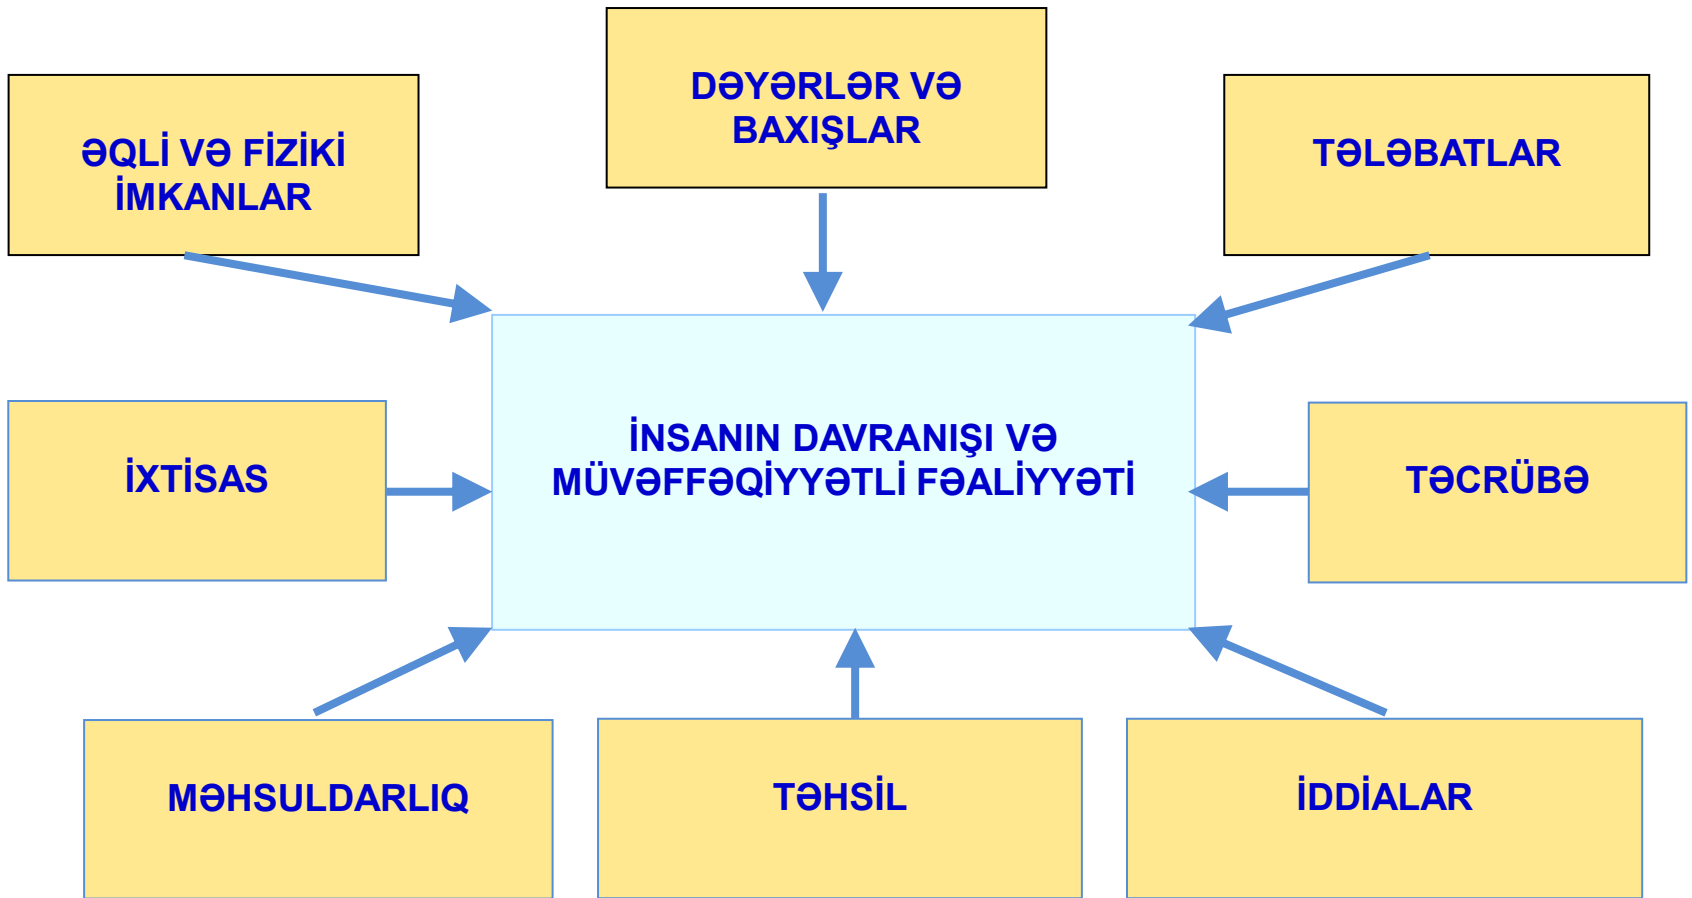 DƏYƏRLƏR VƏ
BAXIŞLAR
ƏQLİ VƏ FİZİKİ
İMKANLAR
TƏLƏBATLAR
İNSANIN DAVRANIŞI VƏ
MÜVƏFFƏQİYYƏTLİ FƏALİYYƏTİ
İXTİSAS
TƏCRÜBƏ
MƏHSULDARLIQ
TƏHSİL
İDDİALAR